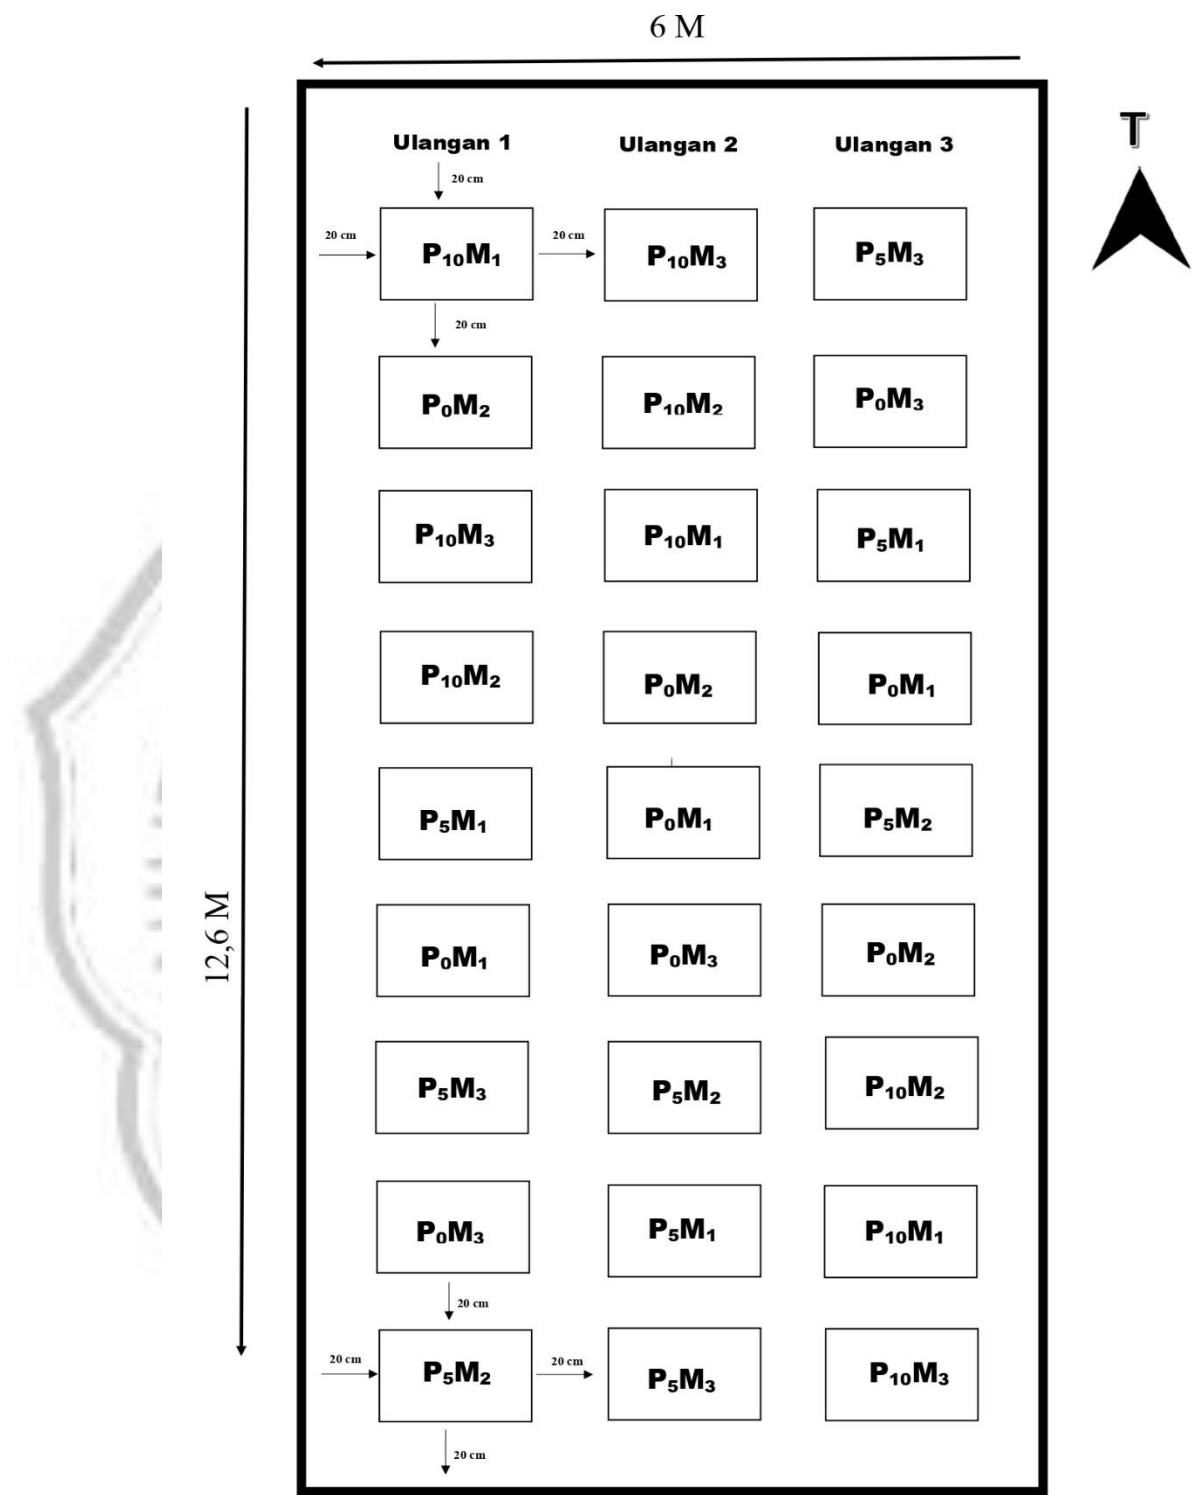 6 M
T
Ulangan 1 Ulangan 2 Ulangan 3
20 cm
20 cm P₁₀M₁ 20 cm P₁₀M₃ P₅M₃
20 cm
P₀M₂ P₁₀M₂ P₀M₃
P₁₀M₃ P₁₀M₁ P₅M₁
P₁₀M₂ P₀M₂ P₀M₁
P₅M₁ P₀M₁ P₅M₂
12,6 M
P₀M₁ P₀M₃ P₀M₂
P₅M₃ P₅M₂ P₁₀M₂
P₀M₃ P₅M₁ P₁₀M₁
20 cm
20 cm P₅M₂ 20 cm P₅M₃ P₁₀M₃
20 cm